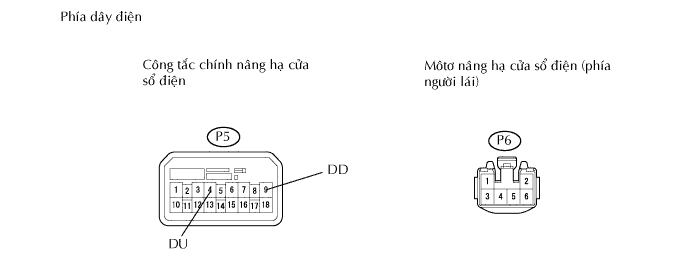 Phía dây điện
Công tắc chính nâng hạ cửa
sổ điện
Môtơ nâng hạ cửa sổ điện (phía
người lái)
P5
P6
DD
1 2 3 4 5 6 7 8 9
10 11 12 13 14 15 16 17 18
DU
1 2
3 4 5 6